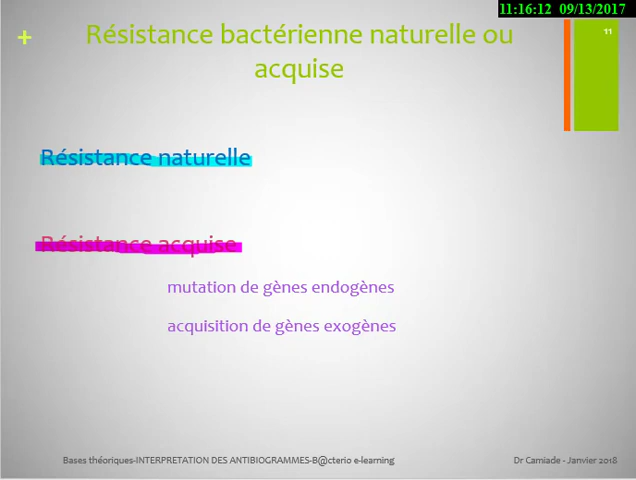 11:16:12 09/13/2017
+
11
Résistance bactérienne naturelle ou
acquise
Résistance naturelle
Résistance acquise
mutation de gènes endogènes
acquisition de gènes exogènes
Bases théoriques-INTERPRETATION DES ANTIBIOGRAMMES-B@cterio e-learning
Dr Camiade - Janvier 2018